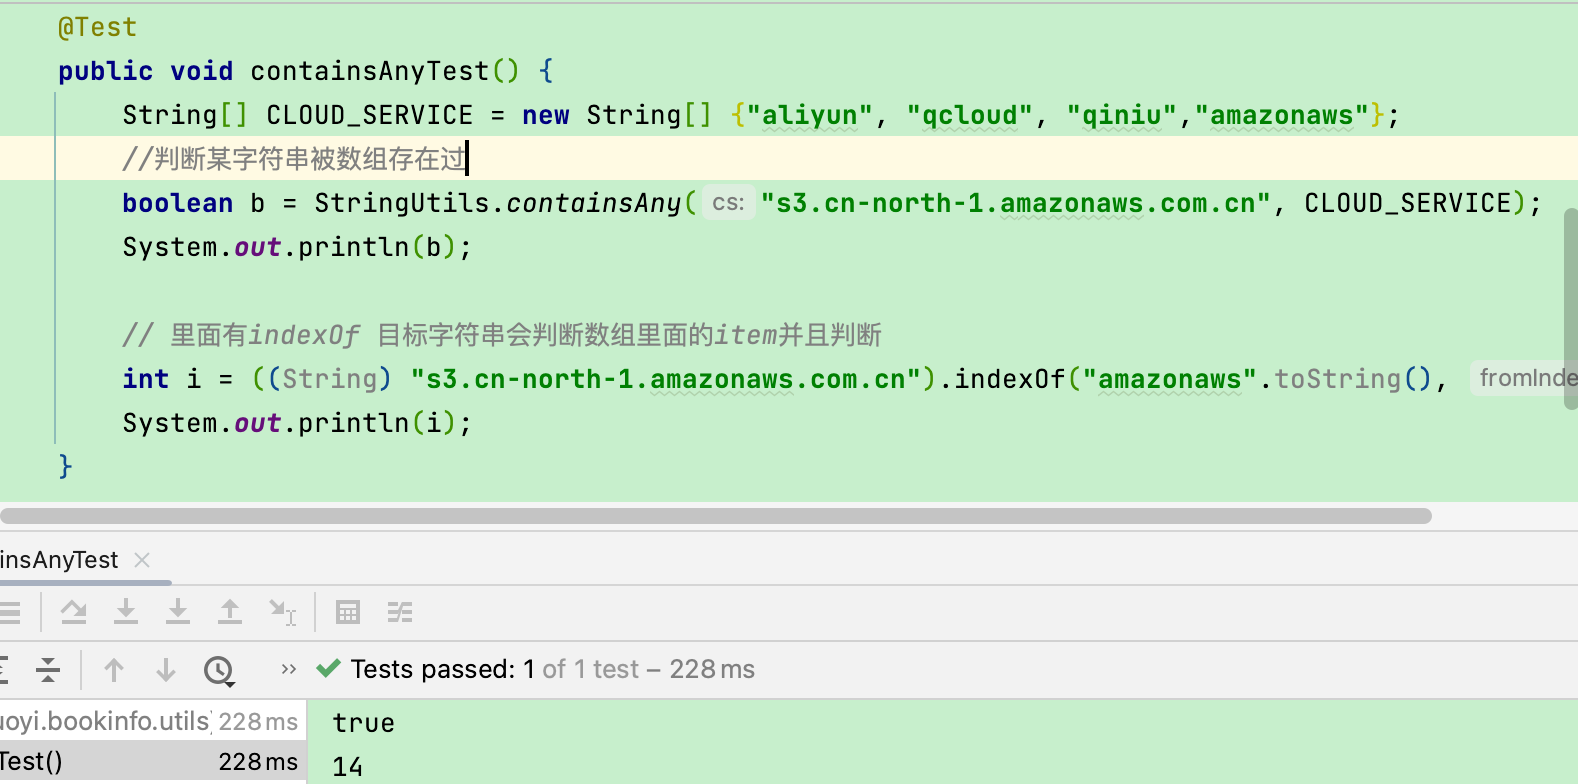 @Test
public void containsAnyTest() {
String[] CLOUD_SERVICE = new String[] {"aliyun", "qcloud", "qiniu","amazonaws"};
//判断某字符串被数组存在过
boolean b = StringUtils.containsAny( cs: "s3.cn-north-1.amazonaws.com.cn", CLOUD_SERVICE);
System.out.println(b);
// 里面有indexOf 目标字符串会判断数组里面的item并且判断
int i = ((String) "s3.cn-north-1.amazonaws.com.cn").indexOf("amazonaws".toString(), fromInde
System.out.println(i);
}
insAnyTest
Tests passed: 1 of 1 test – 228 ms
uoyi.bookinfo.utils 228 ms
true
Test() 228 ms
14